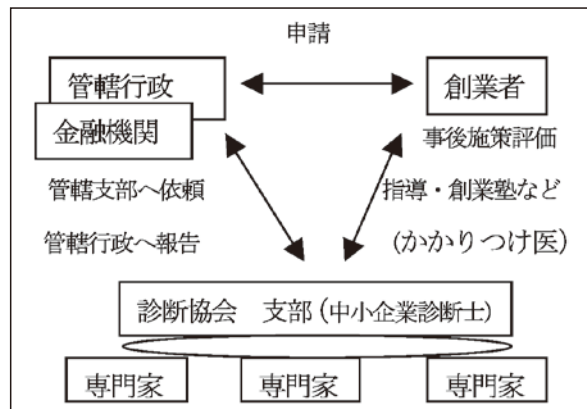 申請
管轄行政
創業者
金融機関
事後施策評価
管轄支部へ依頼
指導・創業塾など
管轄行政へ報告
(かかりつけ医)
診断協会　支部(中小企業診断士)
専門家
専門家
専門家